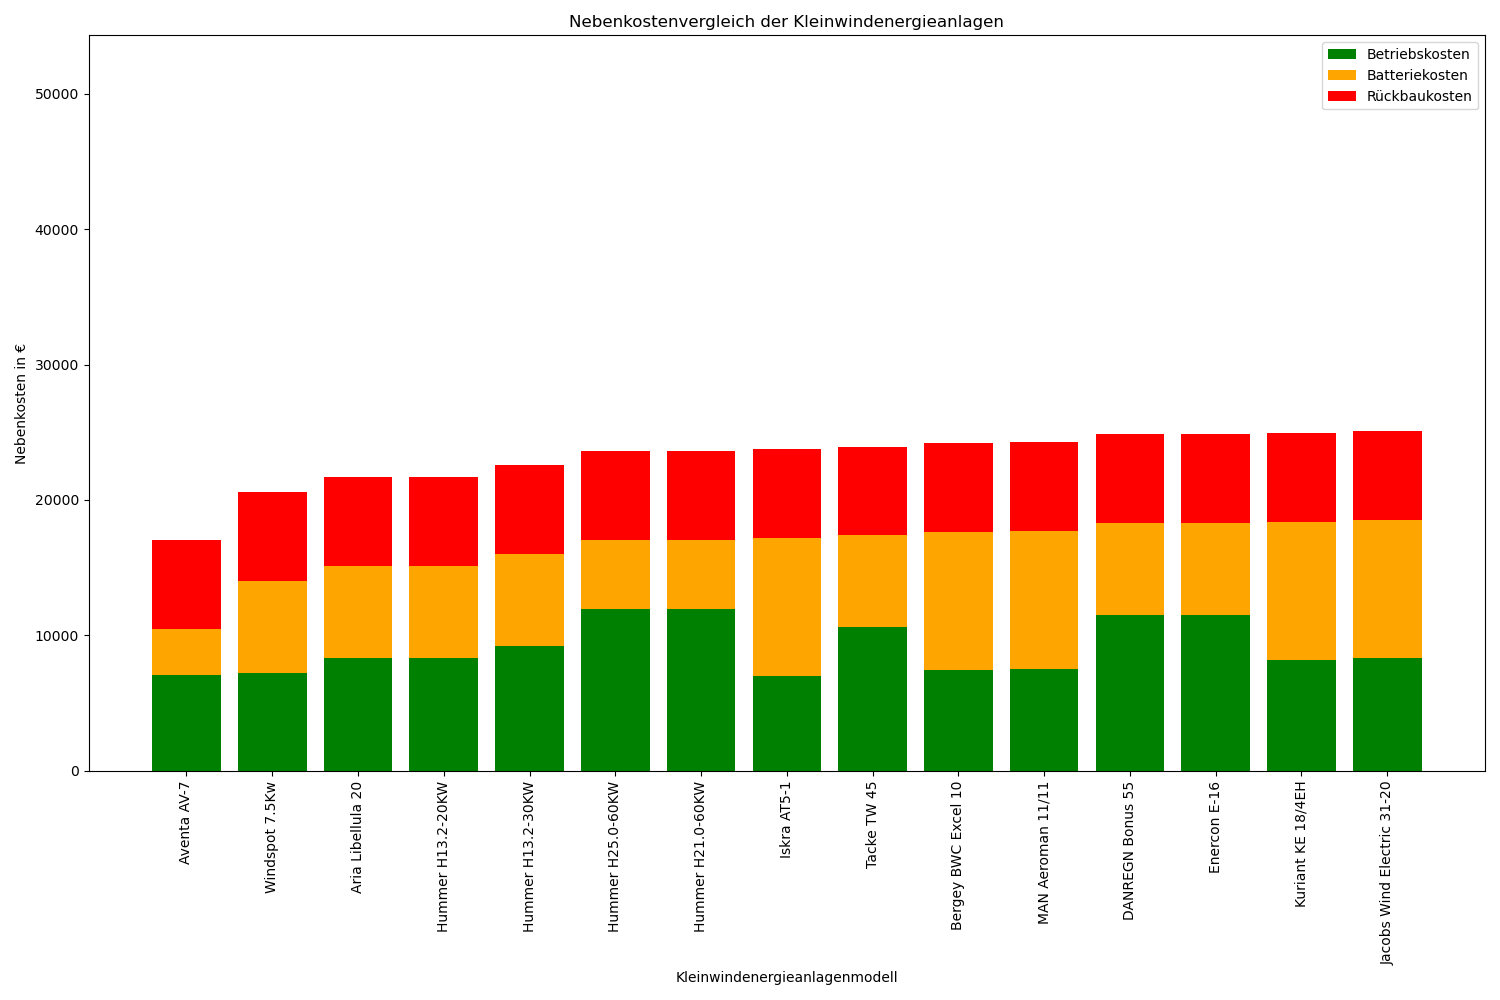 Nebenkostenvergleich der Kleinwindenergieanlagen
Betriebskosten
Batteriekosten
Rückbaukosten
Nebenkosten in €
50000
40000
30000
20000
10000
0
Aventa AV-7
Windspot 7.5Kw
Aria Libellula 20
Hummer H13.2-20KW
Hummer H13.2-30KW
Hummer H25.0-60KW
Hummer H21.0-60KW
Iskra AT5-1
Tacke TW 45
Bergey BWC Excel 10
MAN Aeroman 11/11
DANREGN Bonus 55
Enercon E-16
Kuriant KE 18/4EH
Jacobs Wind Electric 31-20
Kleinwindenergieanlagenmodell